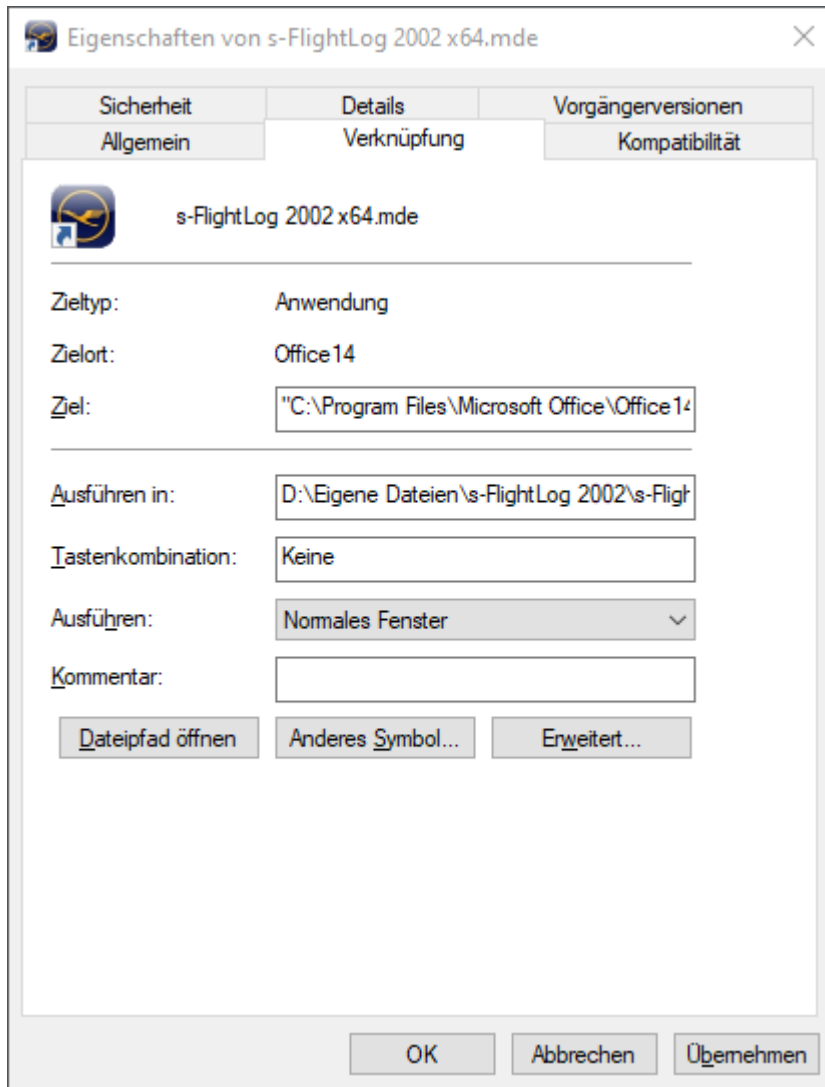 Eigenschaften von s-FlightLog 2002 x64.mde
Sicherheit Details Vorgängerversionen
Allgemein Verknüpfung Kompatibilität
s-FlightLog 2002 x64.mde
Zieltyp: Anwendung
Zielort: Office14
Ziel: "C:\Program Files\Microsoft Office\Office14
Ausführen in: D:\Eigene Dateien\s-FlightLog 2002\s-Fligh
Tastenkombination: Keine
Ausführen: Normales Fenster
Kommentar:
Dateipfad öffnen Anderes Symbol... Erweitert...
OK Abbrechen Übernehmen